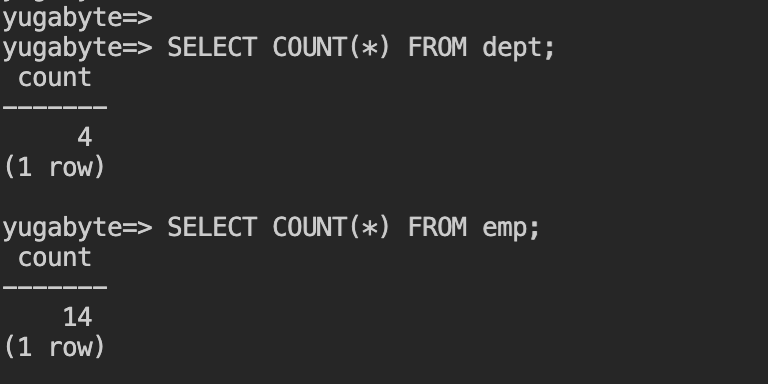 yugabyte=>
yugabyte=> SELECT COUNT(*) FROM dept;
 count
-------
     4
(1 row)

yugabyte=> SELECT COUNT(*) FROM emp;
 count
-------
    14
(1 row)